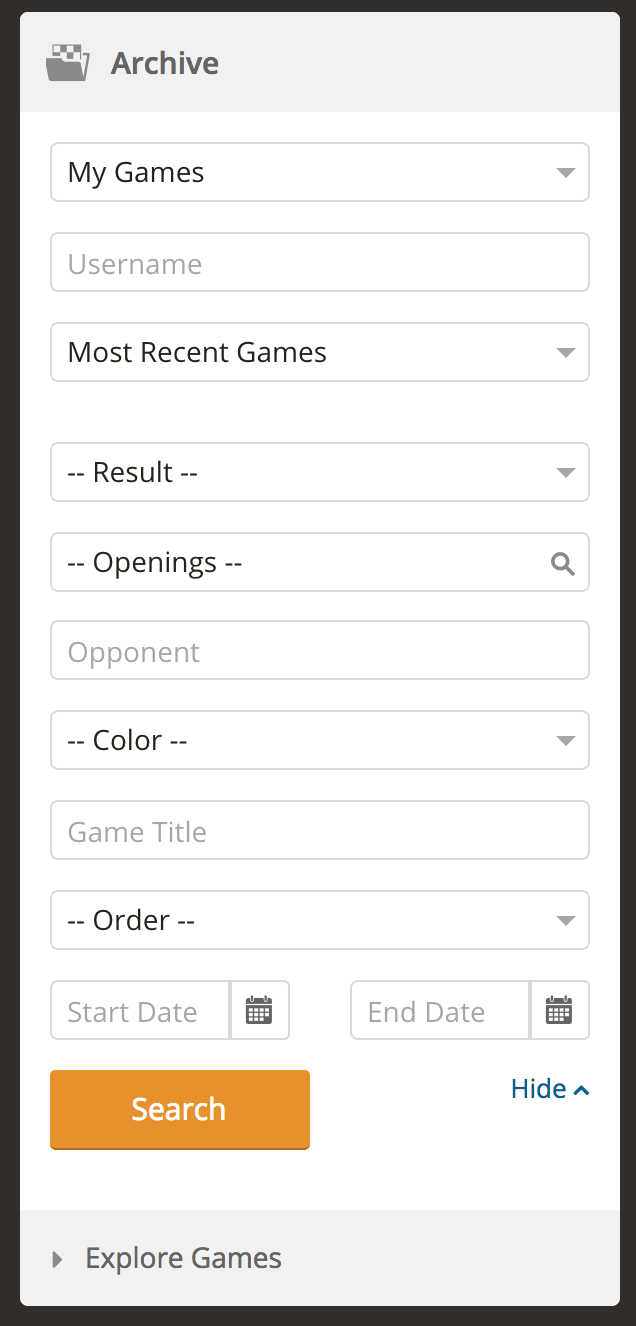 Archive
My Games
Username
Most Recent Games
-- Result --
-- Openings --
Opponent
-- Color --
Game Title
-- Order --
Start Date End Date
Search Hide
Explore Games